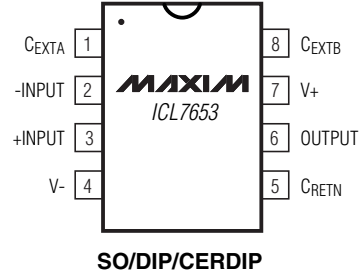 CEXTA 1 8 CEXTB
-INPUT 2 MAXIM 7 V+
ICL7653
+INPUT 3 6 OUTPUT
V- 4 5 CRETN
SO/DIP/CERDIP